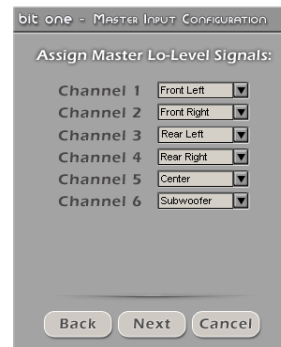 bit one - Master Input Configuration
Assign Master Lo-Level Signals:
Channel 1 Front Left
Channel 2 Front Right
Channel 3 Rear Left
Channel 4 Rear Right
Channel 5 Center
Channel 6 Subwoofer
Back Next Cancel